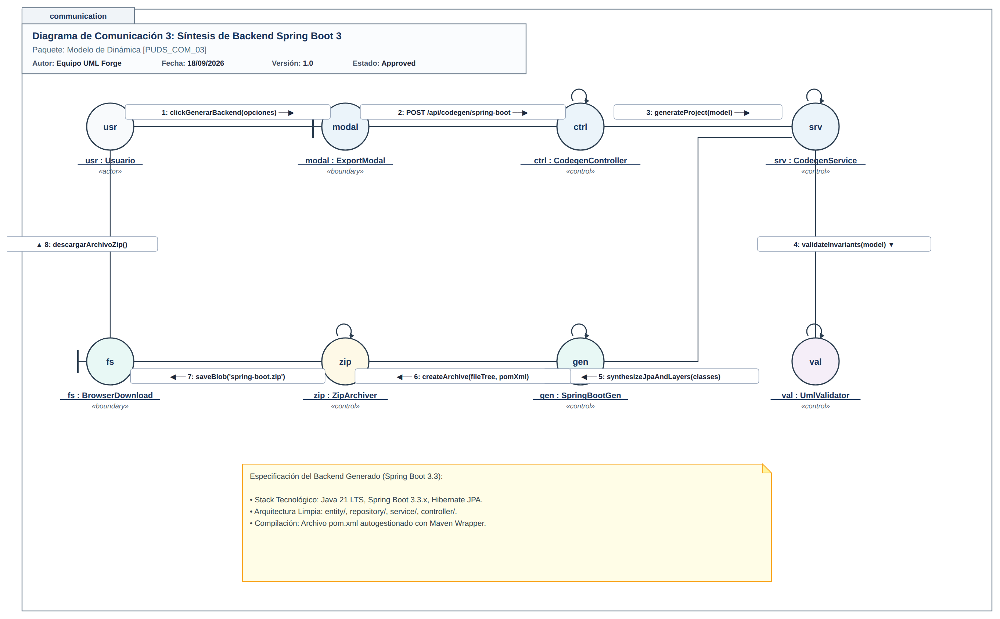 communication
Diagrama de Comunicación 3: Síntesis de Backend Spring Boot 3
Paquete: Modelo de Dinámica [PUDS_COM_03]
Autor: Equipo UML Forge Fecha: 18/09/2026 Versión: 1.0 Estado: Approved
1: clickGenerarBackend(opciones) ──▶
2: POST /api/codegen/spring-boot ──▶
3: generateProject(model) ──▶
usr
modal
ctrl
srv
usr : Usuario
«actor»
modal : ExportModal
«boundary»
ctrl : CodegenController
«control»
srv : CodegenService
«control»
▲ 8: descargarArchivoZip()
4: validateInvariants(model) ▼
fs
zip
gen
val
◀── 7: saveBlob('spring-boot.zip')
◀── 6: createArchive(fileTree, pomXml)
◀── 5: synthesizeJpaAndLayers(classes)
fs : BrowserDownload
«boundary»
zip : ZipArchiver
«control»
gen : SpringBootGen
«control»
val : UmlValidator
«control»
Especificación del Backend Generado (Spring Boot 3.3):
• Stack Tecnológico: Java 21 LTS, Spring Boot 3.3.x, Hibernate JPA.
• Arquitectura Limpia: entity/, repository/, service/, controller/.
• Compilación: Archivo pom.xml autogestionado con Maven Wrapper.